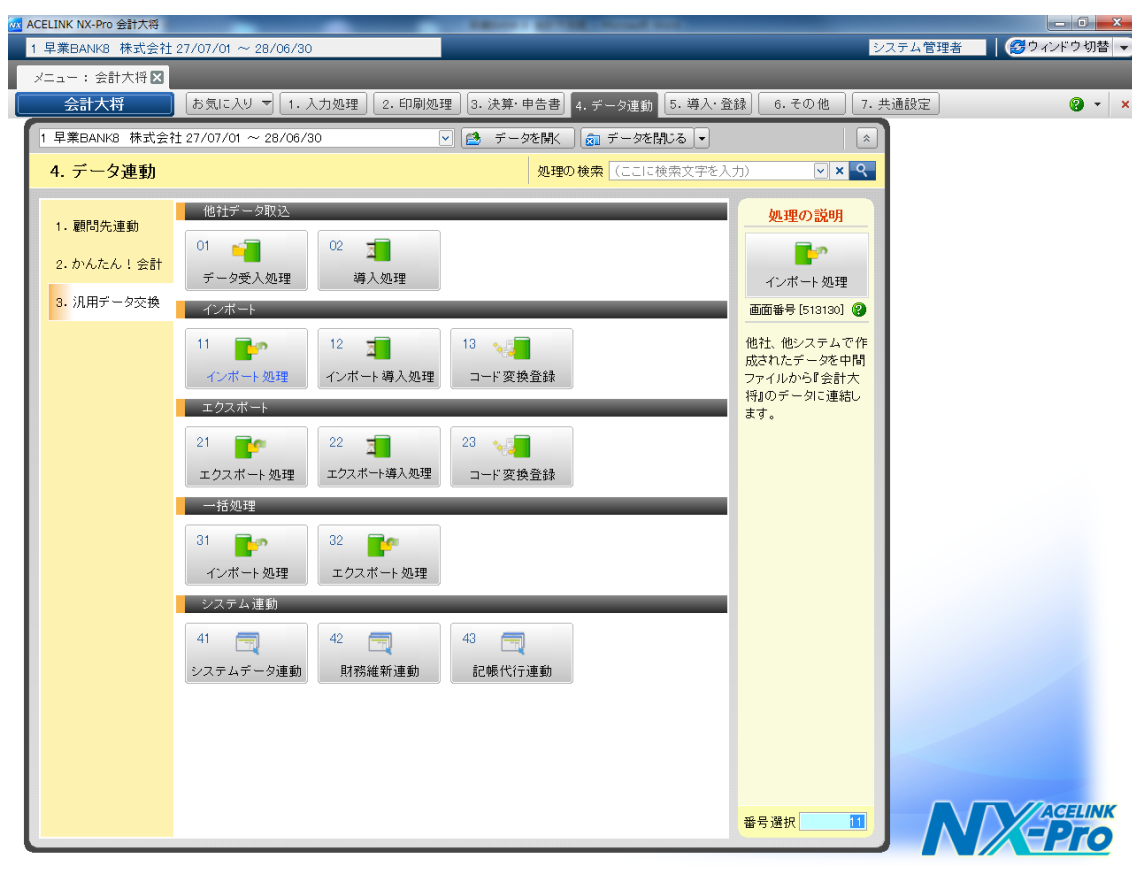 ACELINK NX-Pro 会計大将
1 早業BANK8 株式会社 27/07/01 ～ 28/06/30
システム管理者
ウィンドウ切替
メニュー：会計大将
会計大将
お気に入り
1. 入力処理
2. 印刷処理
3. 決算・申告書
4. データ連動
5. 導入・登録
6. その他
7. 共通設定
1 早業BANK8 株式会社 27/07/01 ～ 28/06/30
データを開く
データを閉じる
4. データ連動
処理の検索
(ここに検索文字を入力)
1. 顧問先連動
2. かんたん！会計
3. 汎用データ交換
他社データ取込
01
データ受入処理
02
導入処理
インポート
11
インポート処理
12
インポート導入処理
13
コード変換登録
エクスポート
21
エクスポート処理
22
エクスポート導入処理
23
コード変換登録
一括処理
31
インポート処理
32
エクスポート処理
システム連動
41
システムデータ連動
42
財務維新連動
43
記帳代行連動
処理の説明
インポート処理
画面番号 [513130]
他社、他システムで作
成されたデータを中間
ファイルから『会計大
将』のデータに連結し
ます。
番号選択
11
ACELINK
NX-Pro